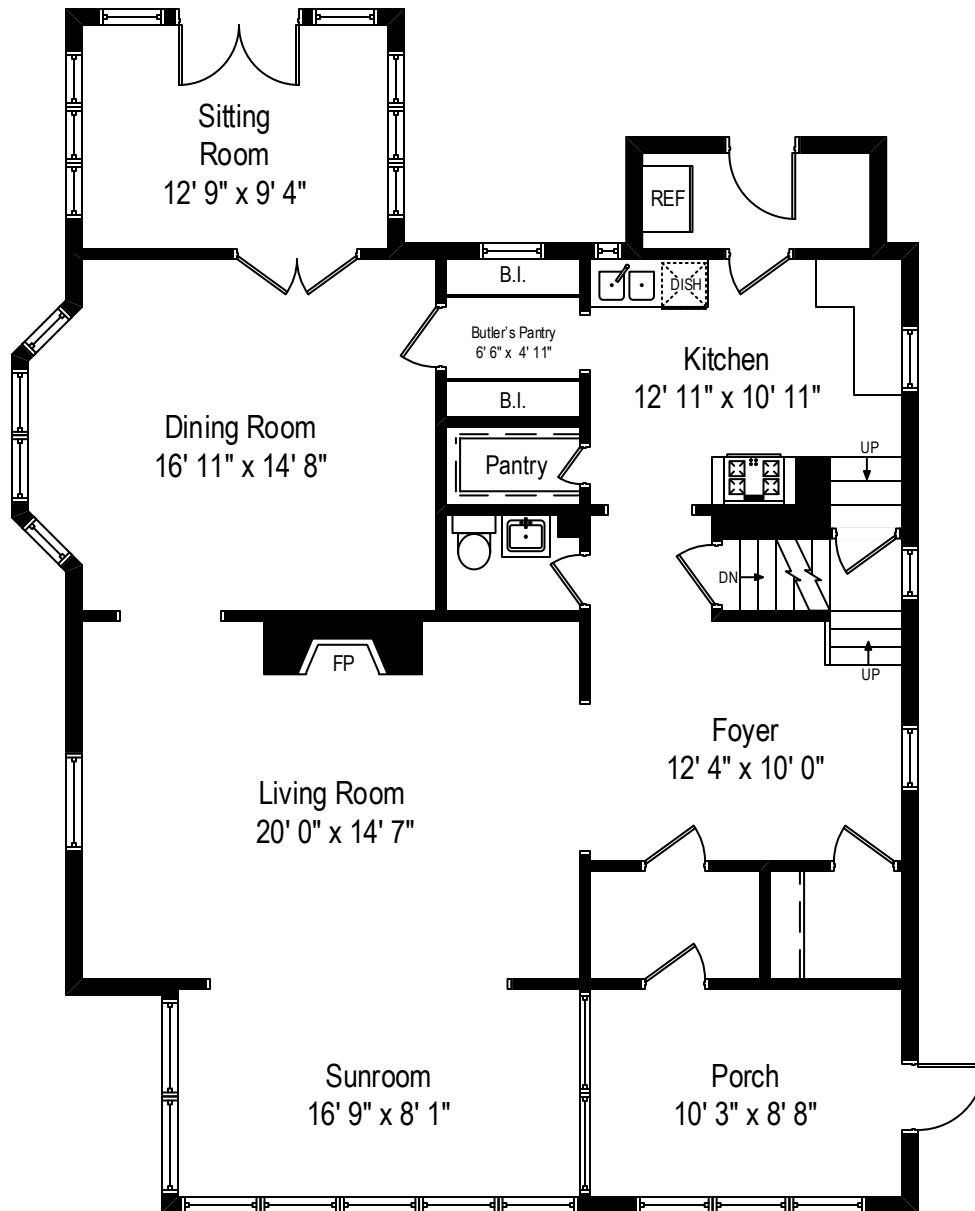 Sitting
Room
12' 9" x 9' 4"
REF
B.I.
DISH
Butler's Pantry
6' 6" x 4' 11"
Kitchen
12' 11" x 10' 11"
B.I.
Dining Room
16' 11" x 14' 8"
Pantry
UP
DN
FP
UP
Foyer
12' 4" x 10' 0"
Living Room
20' 0" x 14' 7"
Sunroom
16' 9" x 8' 1"
Porch
10' 3" x 8' 8"